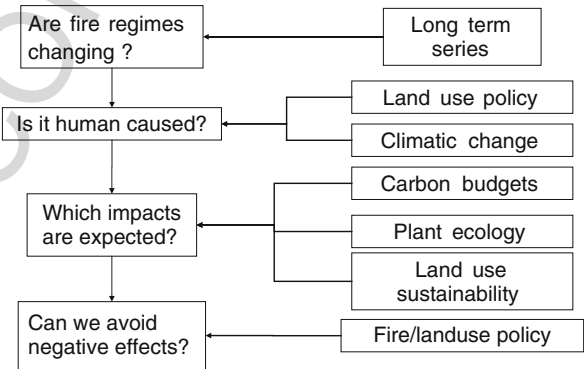 Are fire regimes
changing ?
Long term
series
Is it human caused?
Land use policy
Climatic change
Which impacts
are expected?
Carbon budgets
Plant ecology
Land use
sustainability
Can we avoid
negative effects?
Fire/landuse policy